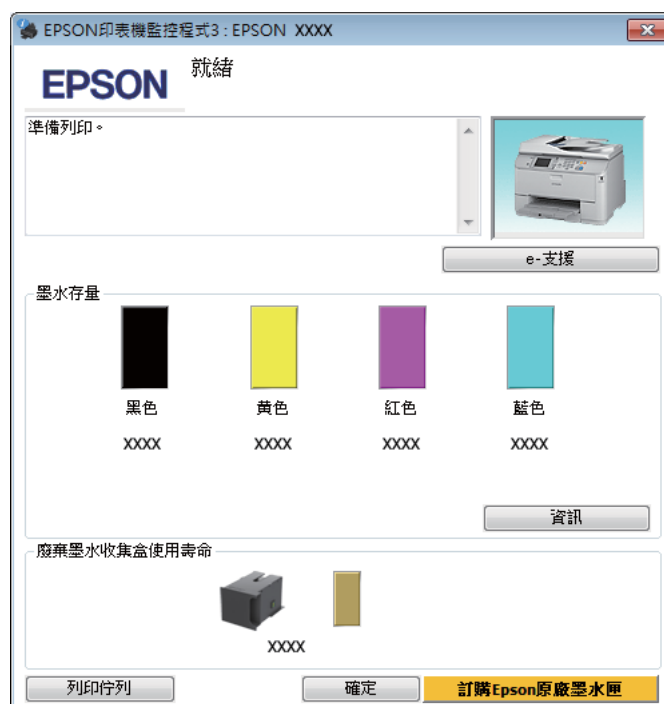 EPSON印表機監控程式3 : EPSON XXXX
EPSON
就緒
準備列印。
e-支援
墨水存量
黑色 黃色 紅色 藍色
XXXX XXXX XXXX XXXX
資訊
廢棄墨水收集盒使用壽命
XXXX
列印佇列 確定 訂購Epson原廠墨水匣